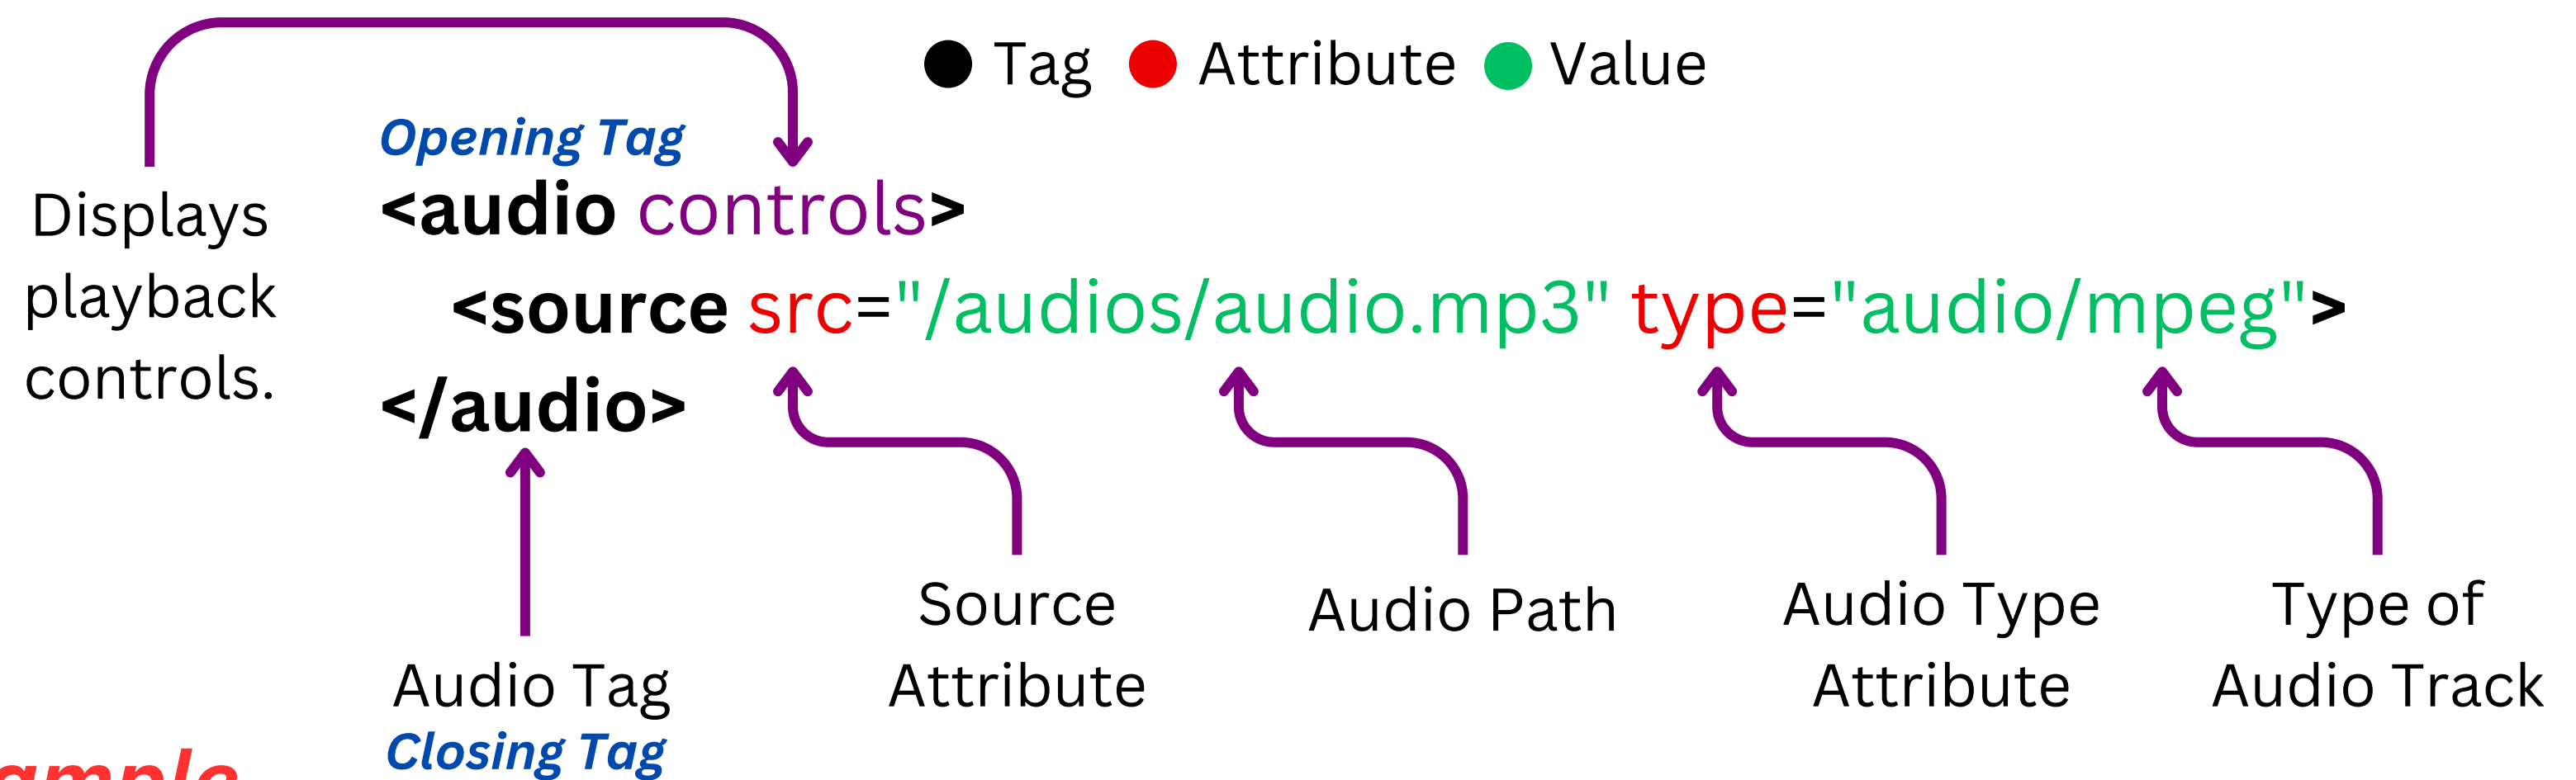 Tag Attribute Value
Opening Tag
<audio controls>
Displays
playback
controls.
<source src="/audios/audio.mp3" type="audio/mpeg">
</audio>
Audio Tag
Closing Tag
Source
Attribute
Audio Path
Audio Type
Attribute
Type of
Audio Track